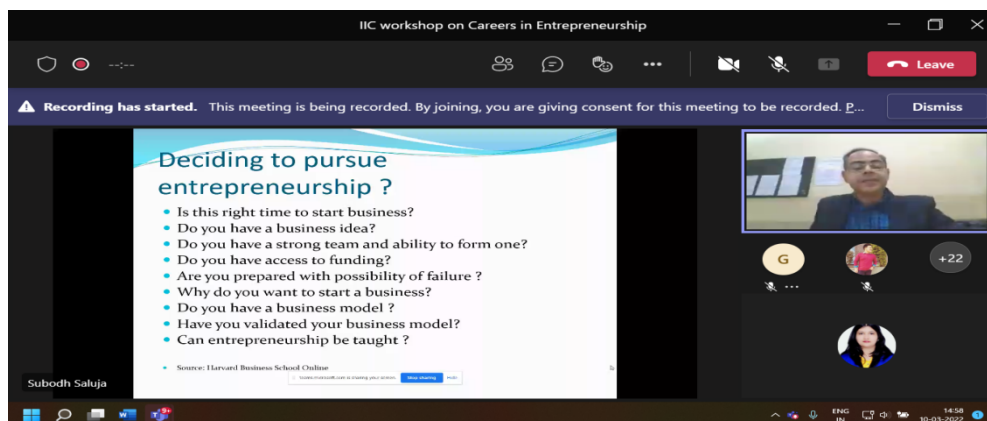 IIC workshop on Careers in Entrepreneurship
--:--
Leave
Recording has started. This meeting is being recorded. By joining, you are giving consent for this meeting to be recorded. P...
Dismiss
Deciding to pursue
entrepreneurship ?
Is this right time to start business?
Do you have a business idea?
Do you have a strong team and ability to form one?
Do you have access to funding?
Are you prepared with possibility of failure ?
Why do you want to start a business?
Do you have a business model ?
Have you validated your business model?
Can entrepreneurship be taught ?
Source: Harvard Business School Online
Stop sharing
Hide
G
+22
Subodh Saluja
ENG
IN
14:58
10-03-2022